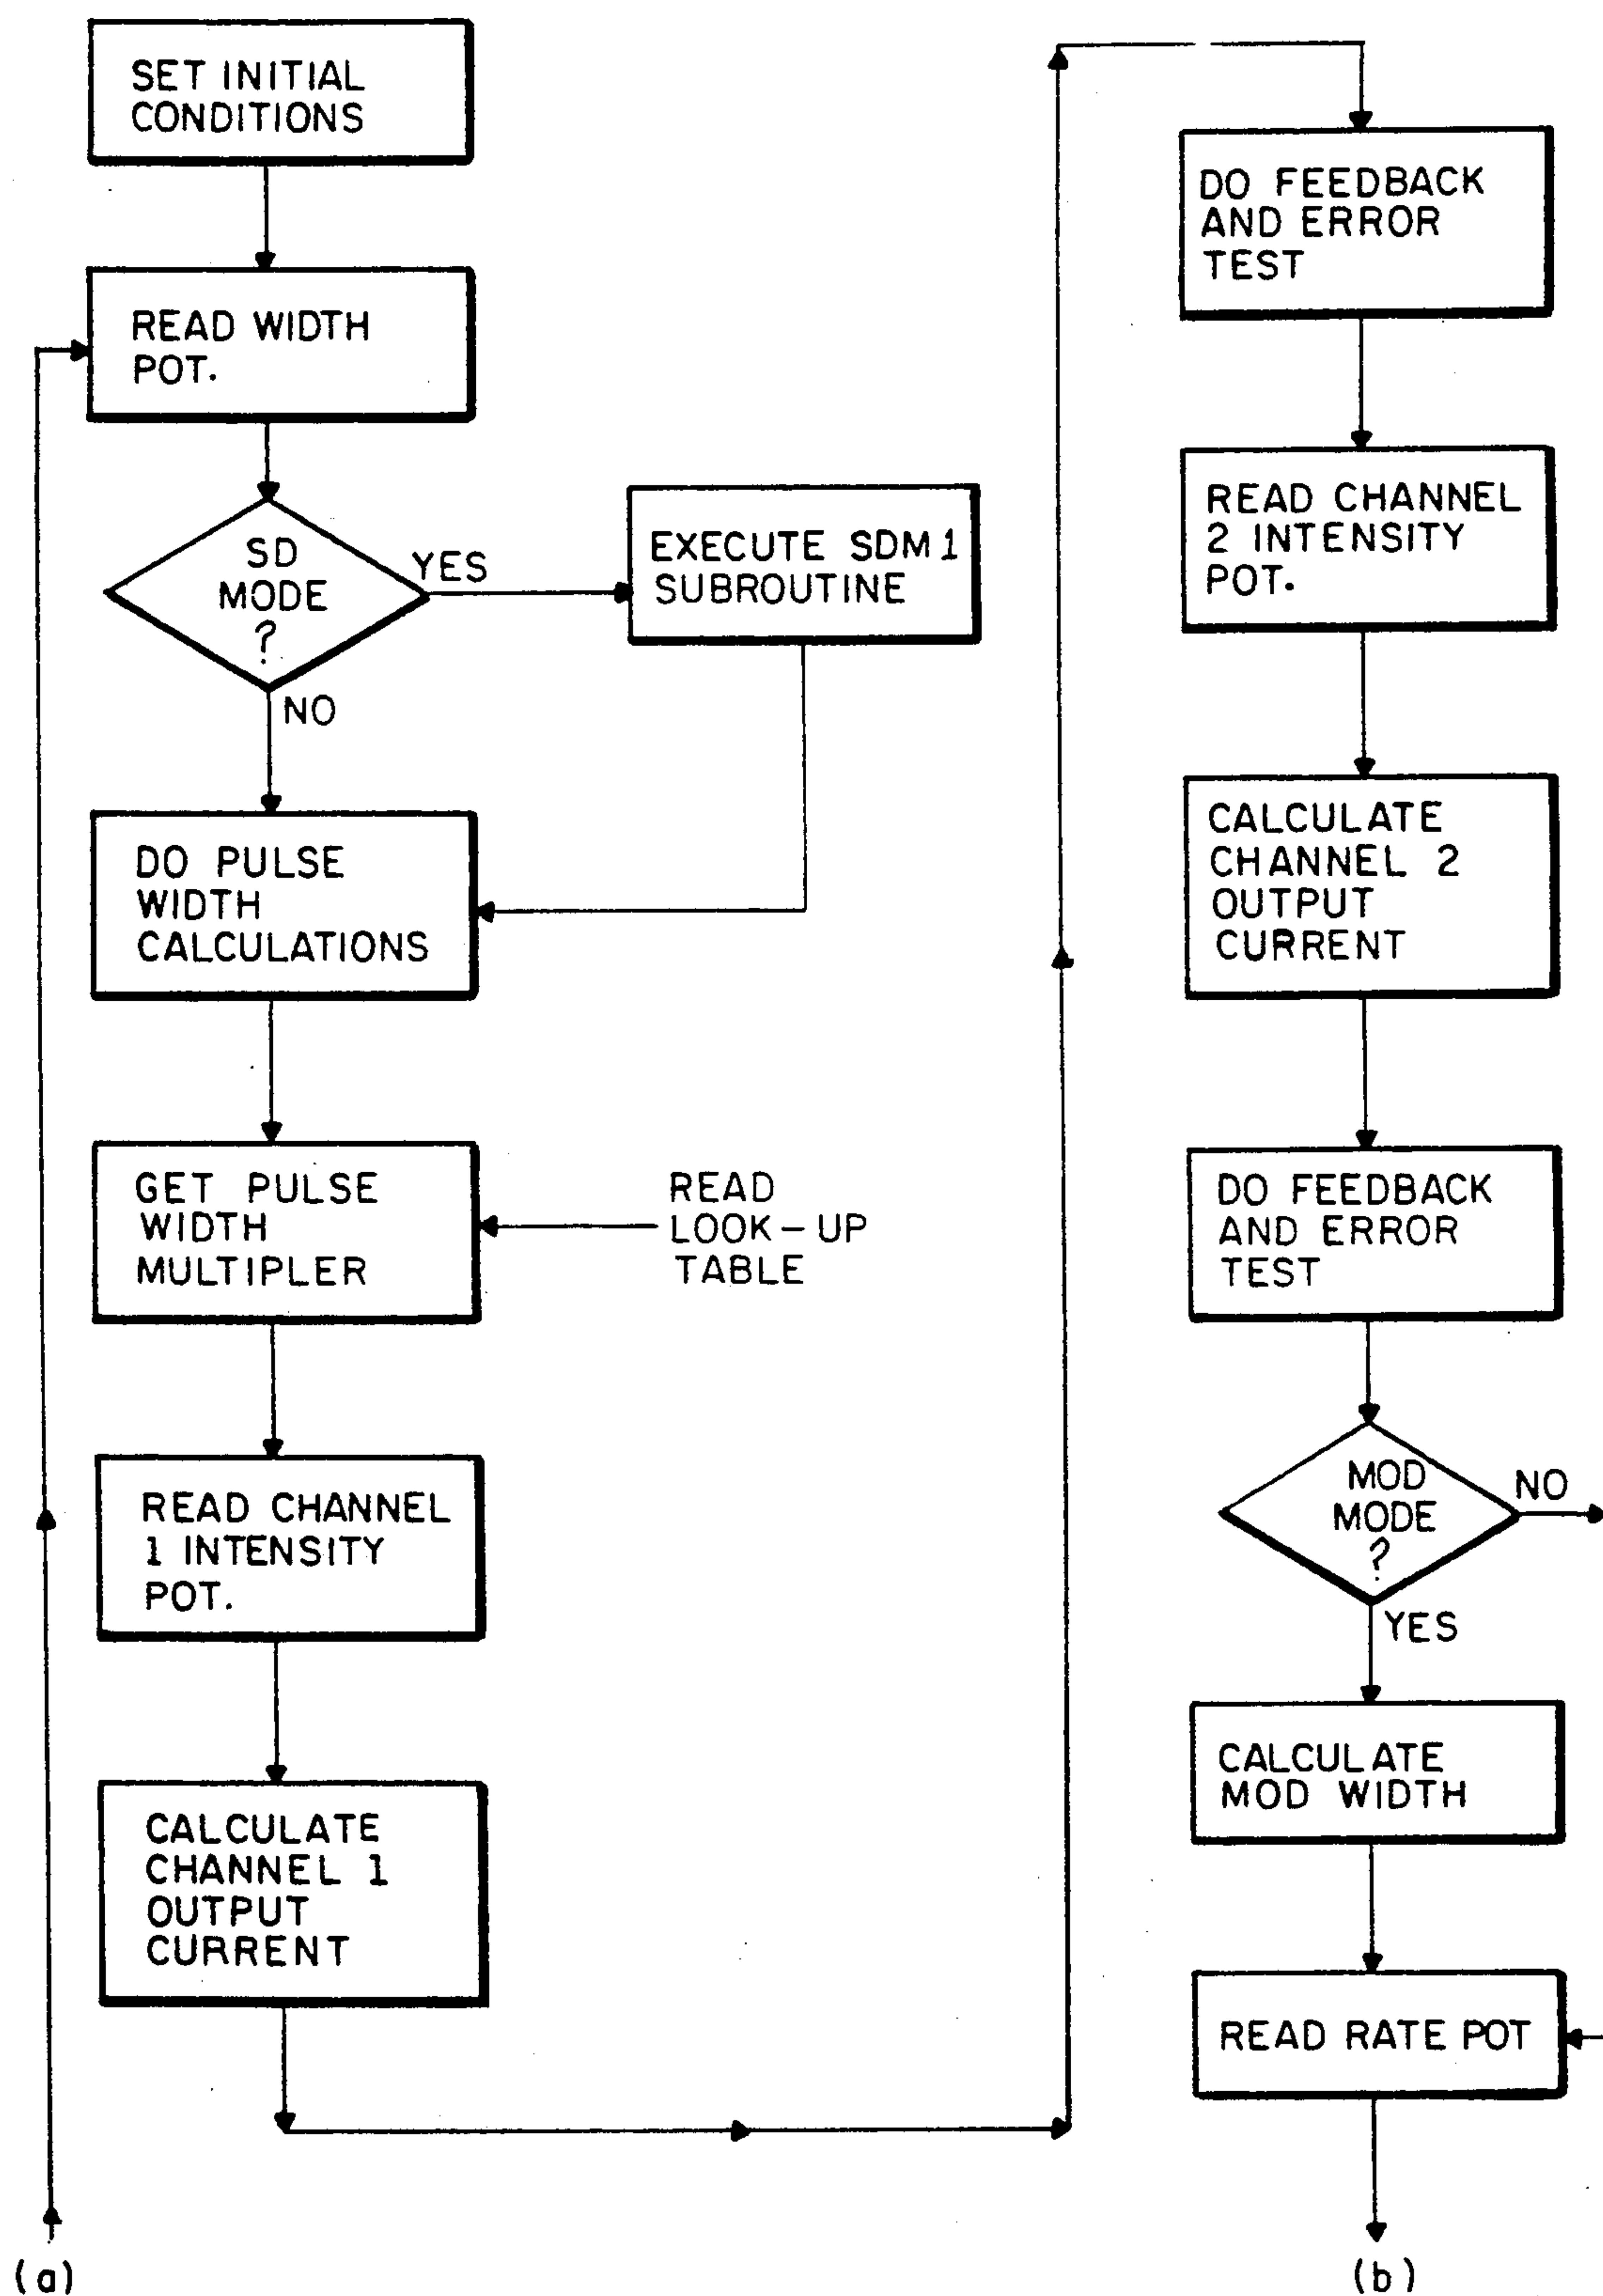 SET INITIAL
CONDITIONS
READ WIDTH
POT.
SD
MODE
?
YES
NO
EXECUTE SDM1
SUBROUTINE
DO PULSE
WIDTH
CALCULATIONS
GET PULSE
WIDTH
MULTIPLER
READ
LOOK-UP
TABLE
READ CHANNEL
1 INTENSITY
POT.
CALCULATE
CHANNEL 1
OUTPUT
CURRENT
(a)
DO FEEDBACK
AND ERROR
TEST
READ CHANNEL
2 INTENSITY
POT.
CALCULATE
CHANNEL 2
OUTPUT
CURRENT
DO FEEDBACK
AND ERROR
TEST
MOD
MODE
?
NO
YES
CALCULATE
MOD WIDTH
READ RATE POT
(b)